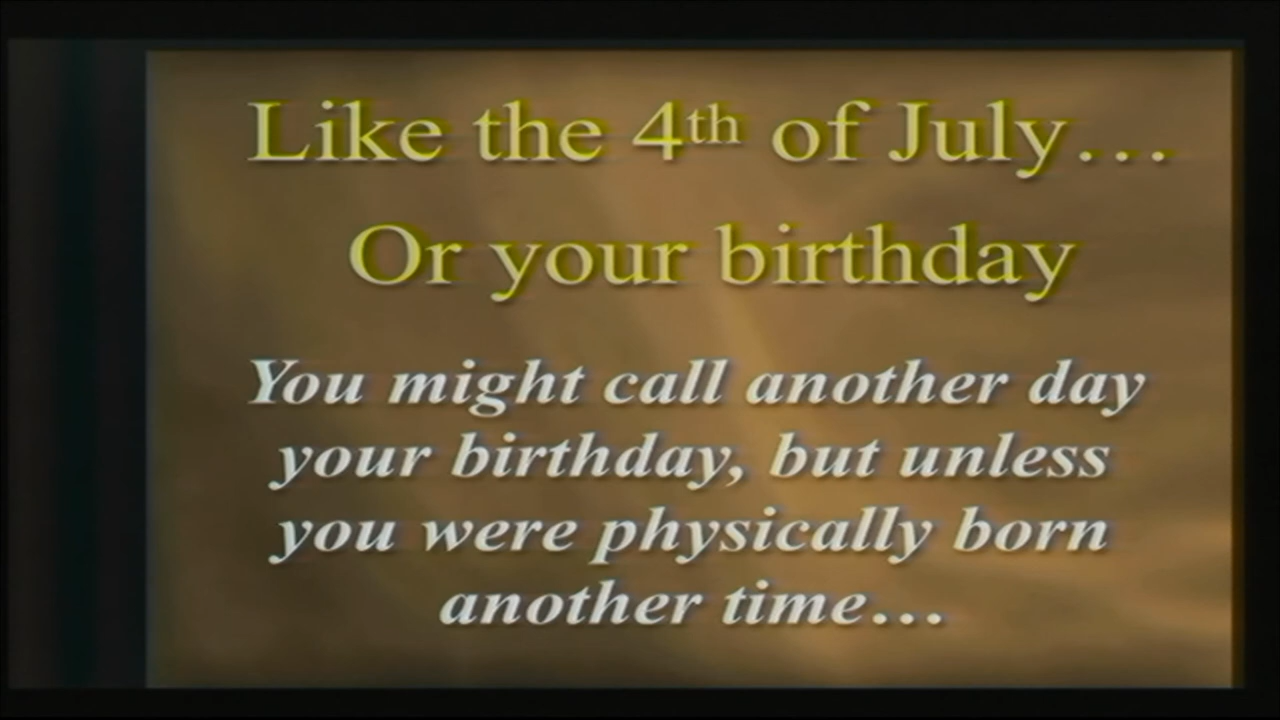 Like the 4th of July…
Or your birthday
You might call another day
your birthday, but unless
you were physically born
another time…